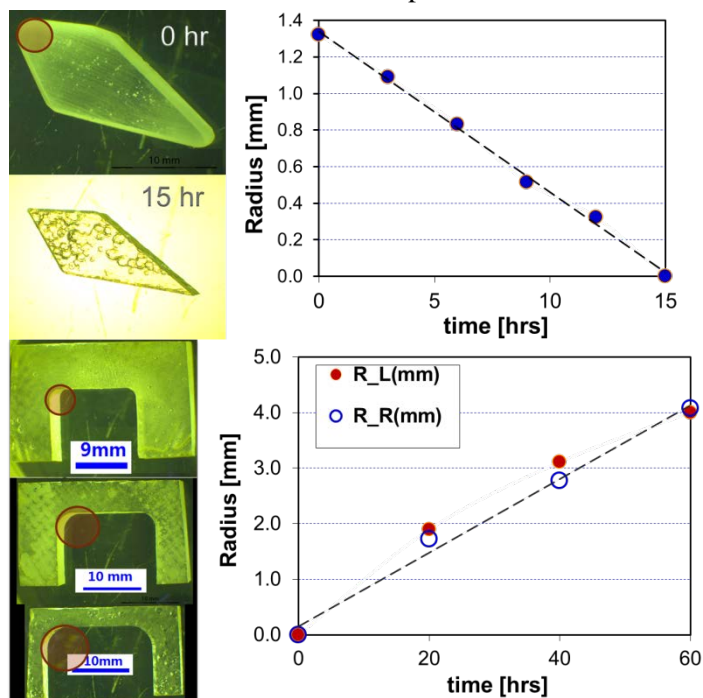 0 hr
10 mm
15 hr
9mm
10 mm
10mm
Radius [mm]
1.4
1.2
1.0
0.8
0.6
0.4
0.2
0.0
0
5
10
15
time [hrs]
Radius [mm]
5.0
4.0
3.0
2.0
1.0
0.0
R_L(mm)
R_R(mm)
0
20
40
60
time [hrs]